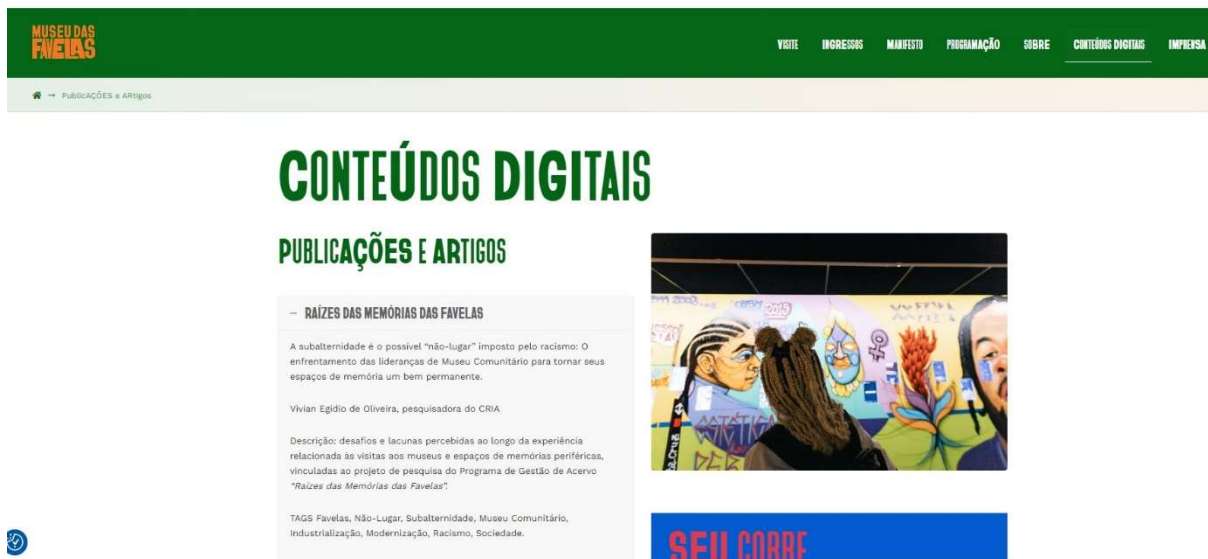 MUSEU DAS
FAVELAS
VISITE INGRESSOS MANIFESTO PROGRAMAÇÃO SOBRE CONTEÚDOS DIGITAIS IMPRENSA
→ PublicAÇÕES e ARtigos
CONTEÚDOS DIGITAIS
PUBLICAÇÕES E ARTIGOS
– RAÍZES DAS MEMÓRIAS DAS FAVELAS
A subalternidade é o possível “não-lugar” imposto pelo racismo: O
enfrentamento das lideranças de Museu Comunitário para tornar seus
espaços de memória um bem permanente.
Vivian Egídio de Oliveira, pesquisadora do CRIA
Descrição: desafios e lacunas percebidas ao longo da experiência
relacionada às visitas aos museus e espaços de memórias periféricas,
vinculadas ao projeto de pesquisa do Programa de Gestão de Acervo
“Raízes das Memórias das Favelas”.
TAGS Favelas, Não-Lugar, Subalternidade, Museu Comunitário,
Industrialização, Modernização, Racismo, Sociedade.
SEU CORRE